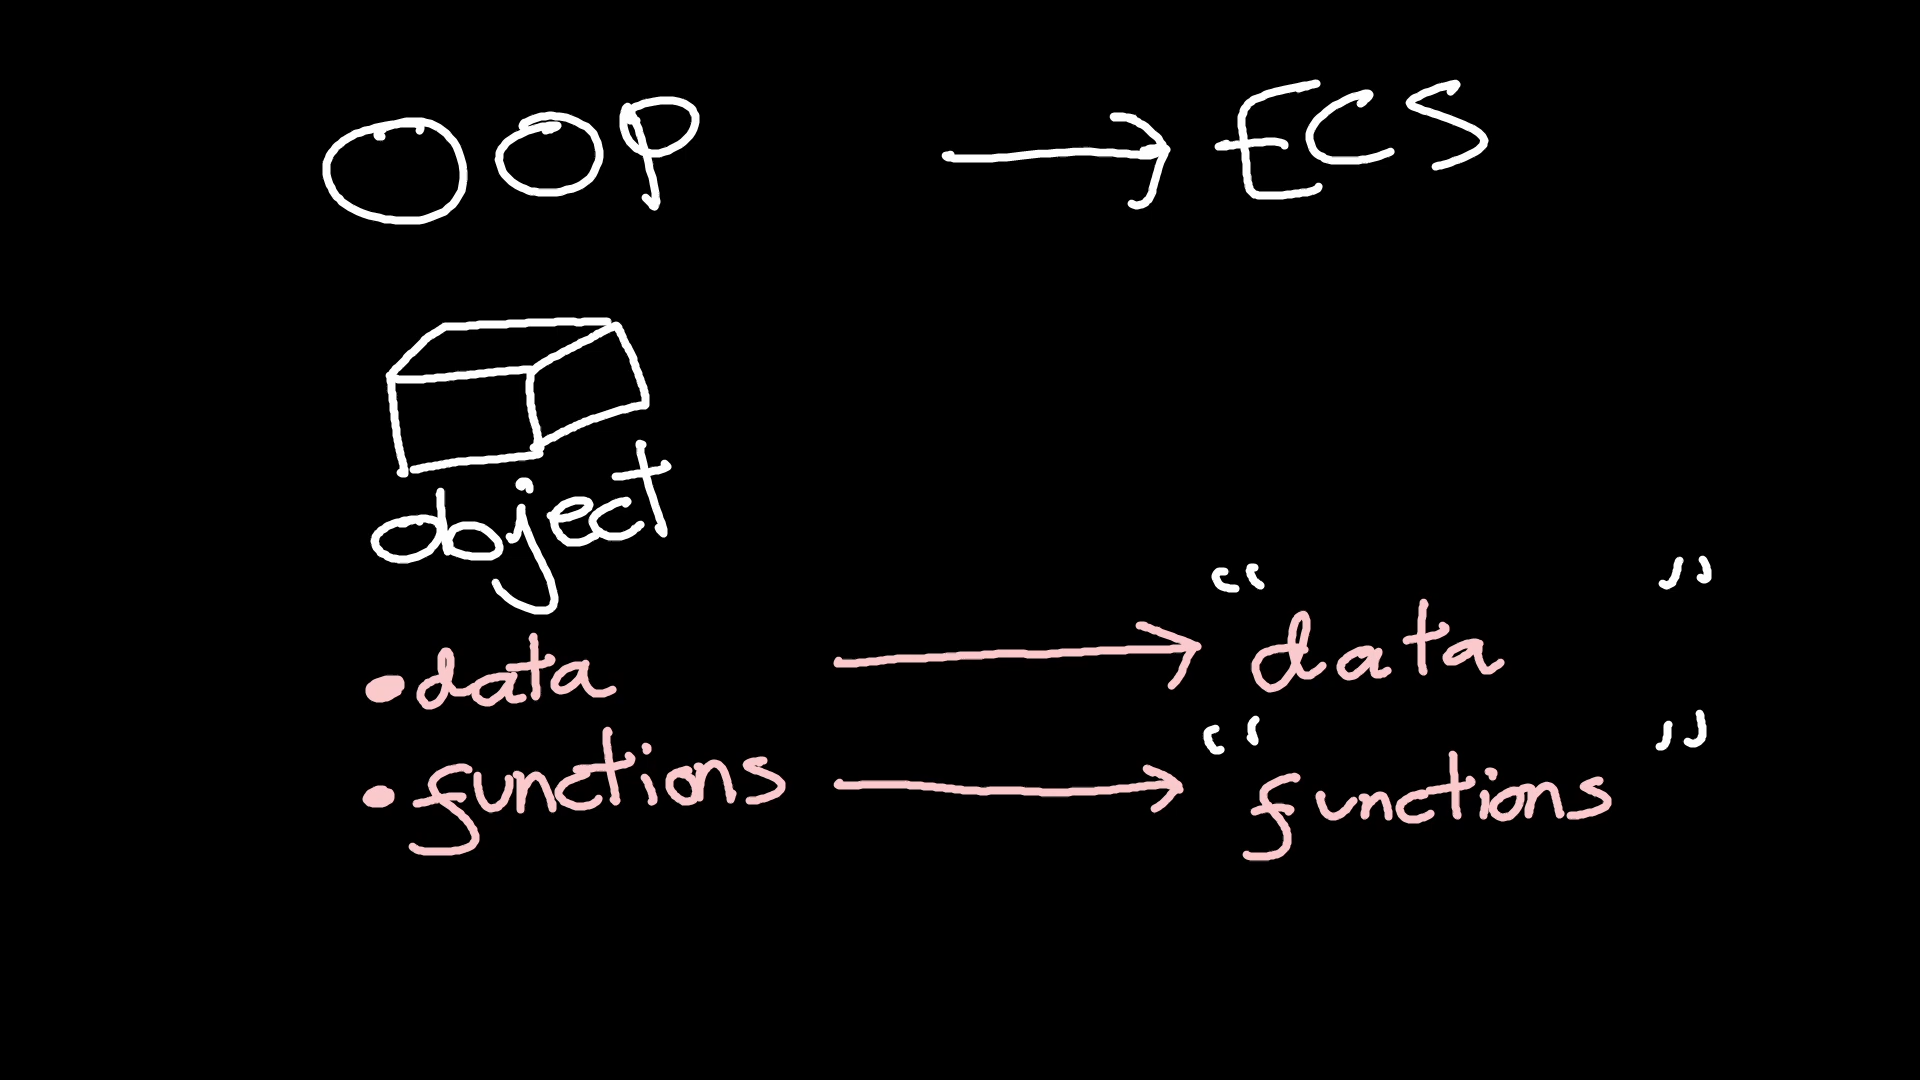 OOP → ECS
object
• data → “data”
• functions → “functions”